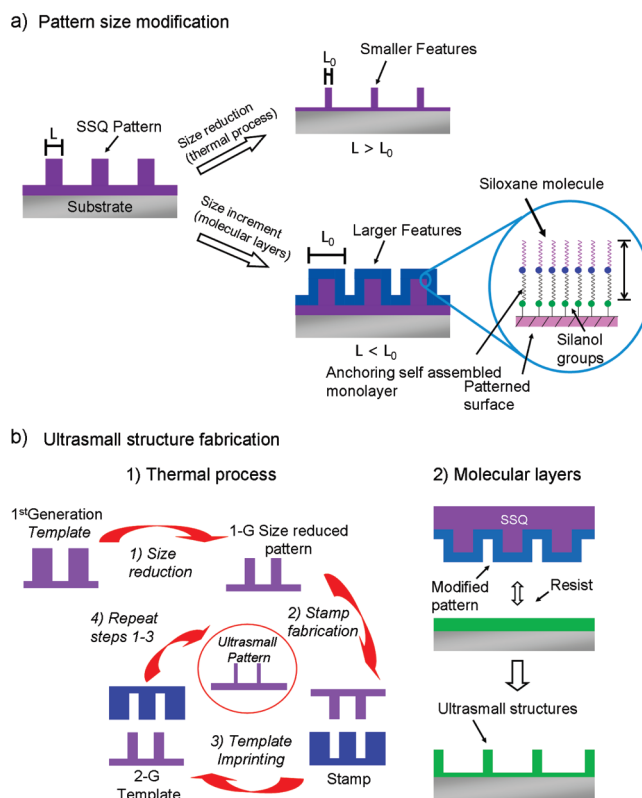 a) Pattern size modification
L₀
Smaller Features
SSQ Pattern
L
Substrate
Size reduction
(thermal process)
L > L₀
Size increment
(molecular layers)
L₀
Larger Features
L < L₀
Siloxane molecule
Silanol
groups
Anchoring self assembled
monolayer
Patterned
surface
b) Ultrasmall structure fabrication
1) Thermal process
1stGeneration
Template
1) Size
reduction
1-G Size reduced
pattern
2) Stamp
fabrication
4) Repeat
steps 1-3
Ultrasmall
Pattern
3) Template
Imprinting
Stamp
2-G
Template
2) Molecular layers
SSQ
Modified
pattern
Resist
Ultrasmall structures